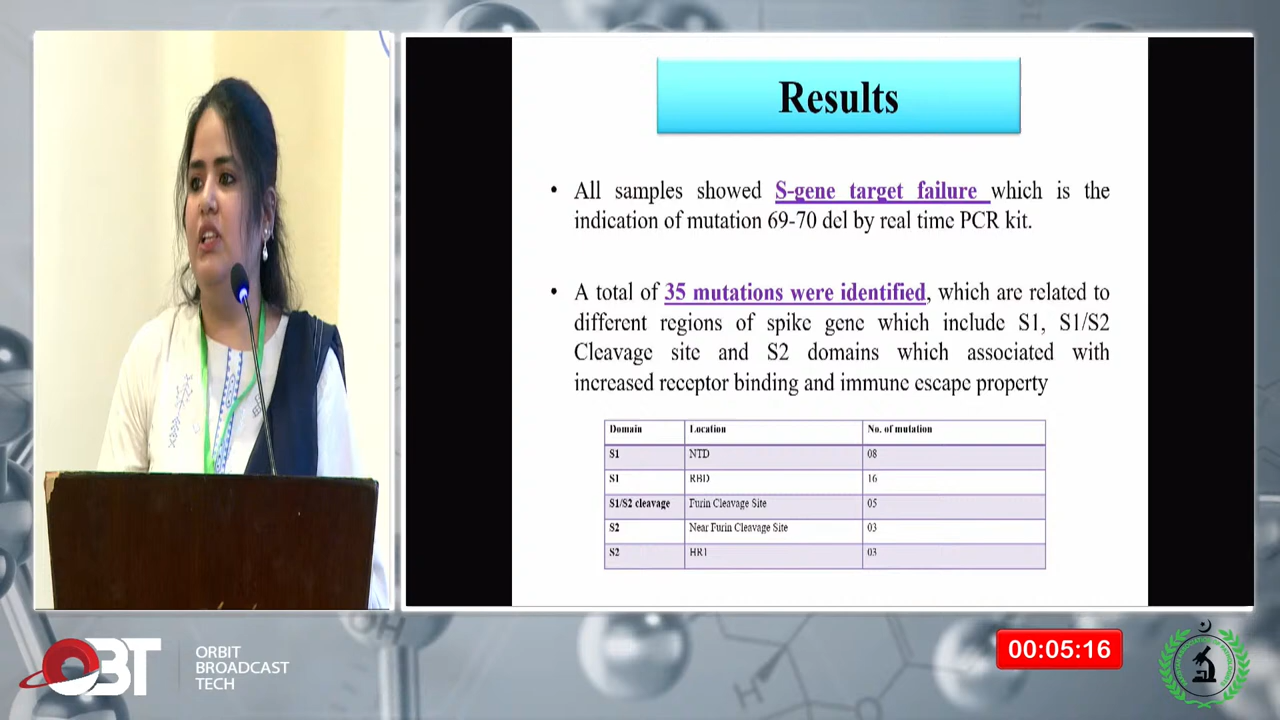 Results
• All samples showed S-gene target failure which is the
indication of mutation 69-70 del by real time PCR kit.
• A total of 35 mutations were identified, which are related to
different regions of spike gene which include S1, S1/S2
Cleavage site and S2 domains which associated with
increased receptor binding and immune escape property
Domain Location No. of mutation
S1 NTD 08
S1 RBD 16
S1/S2 cleavage Furin Cleavage Site 05
S2 Near Furin Cleavage Site 03
S2 HR1 03
OBT
ORBIT
BROADCAST
TECH
00:05:16
OH
H